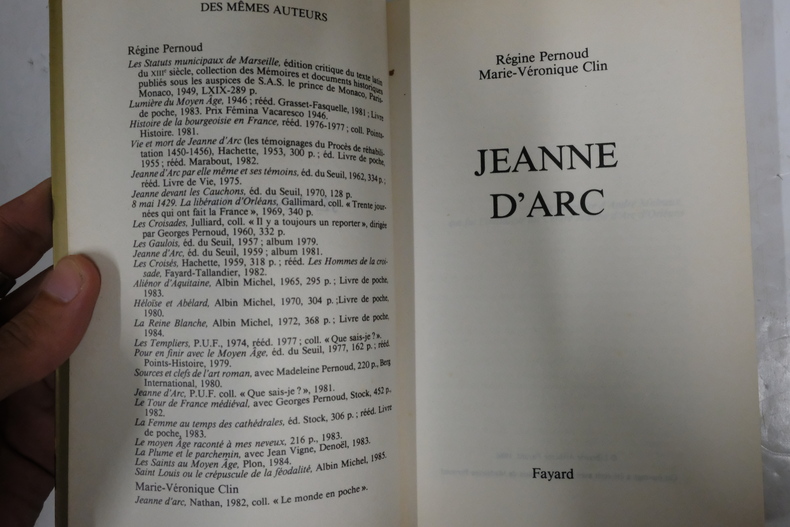 DES MÊMES AUTEURS
Régine Pernoud
Les Statuts municipaux de Marseille, édition critique du texte latin
du XIIIe siècle, collection des Mémoires et documents historiques
publiés sous les auspices de S.A.S. le prince de Monaco, Paris-
Monaco, 1949, LXIX-289 p.
Lumière du Moyen Âge, 1946 ; rééd. Grasset-Fasquelle, 1981 ; Livre
de poche, 1983. Prix Fémina Vacaresco 1946.
Histoire de la bourgeoisie en France, rééd. 1976-1977 ; coll. Points-
Histoire. 1981.
Vie et mort de Jeanne d'Arc (les témoignages du Procès de réhabili-
tation 1450-1456), Hachette, 1953, 300 p. ; éd. Livre de poche,
1955 ; rééd. Marabout, 1982.
Jeanne d'Arc par elle même et ses témoins, éd. du Seuil, 1962, 334 p. ;
rééd. Livre de Vie, 1975.
Jeanne devant les Cauchons, éd. du Seuil, 1970, 128 p.
8 mai 1429. La libération d'Orléans, Gallimard, coll. « Trente jour-
nées qui ont fait la France », 1969, 340 p.
Les Croisades, Julliard, coll. « Il y a toujours un reporter », dirigée
par Georges Pernoud, 1960, 332 p.
Les Gaulois, éd. du Seuil, 1957 ; album 1979.
Jeanne d'Arc, éd. du Seuil, 1959 ; album 1981.
Les Croisés, Hachette, 1959, 318 p. ; rééd. Les Hommes de la croi-
sade, Fayard-Tallandier, 1982.
Aliénor d'Aquitaine, Albin Michel, 1965, 295 p. ; Livre de poche,
1983.
Héloïse et Abélard, Albin Michel, 1970, 304 p. ;Livre de poche,
1980.
La Reine Blanche, Albin Michel, 1972, 368 p. ; Livre de poche,
1984.
Les Templiers, P.U.F., 1974, rééd. 1977 ; coll. « Que sais-je ? ».
Pour en finir avec le Moyen Âge, éd. du Seuil, 1977, 162 p. ; rééd.
Points-Histoire, 1979.
Sources et clefs de l'art roman, avec Madeleine Pernoud, 220 p., Berg
International, 1980.
Jeanne d'Arc, P.U.F. coll. « Que sais-je ? », 1981.
Le Tour de France médiéval, avec Georges Pernoud, Stock, 452 p.,
1982.
La Femme au temps des cathédrales, éd. Stock, 306 p. ; rééd. Livre
de poche, 1983.
Le moyen Âge raconté à mes neveux, 216 p., 1983.
La Plume et le parchemin, avec Jean Vigne, Denoël, 1983.
Les Saints au Moyen Âge, Plon, 1984.
Saint Louis ou le crépuscule de la féodalité, Albin Michel, 1985.
Marie-Véronique Clin
Jeanne d'arc, Nathan, 1982, coll. « Le monde en poche ».
Régine Pernoud
Marie-Véronique Clin
JEANNE
D'ARC
Fayard